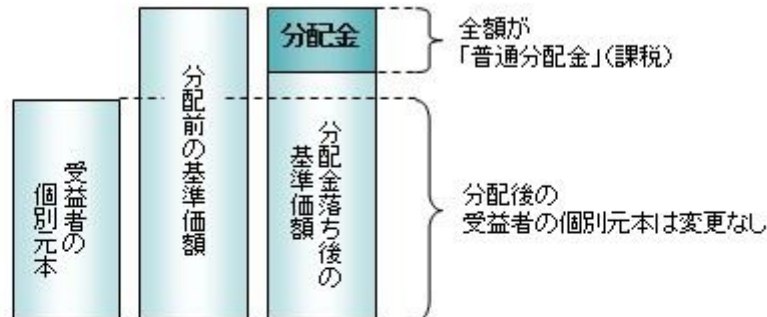 分配金
全額が
「普通分配金」(課税)
受益者の
個別元本
分配前の基準価額
分配金落ち後の
基準価額
分配後の
受益者の個別元本は変更なし